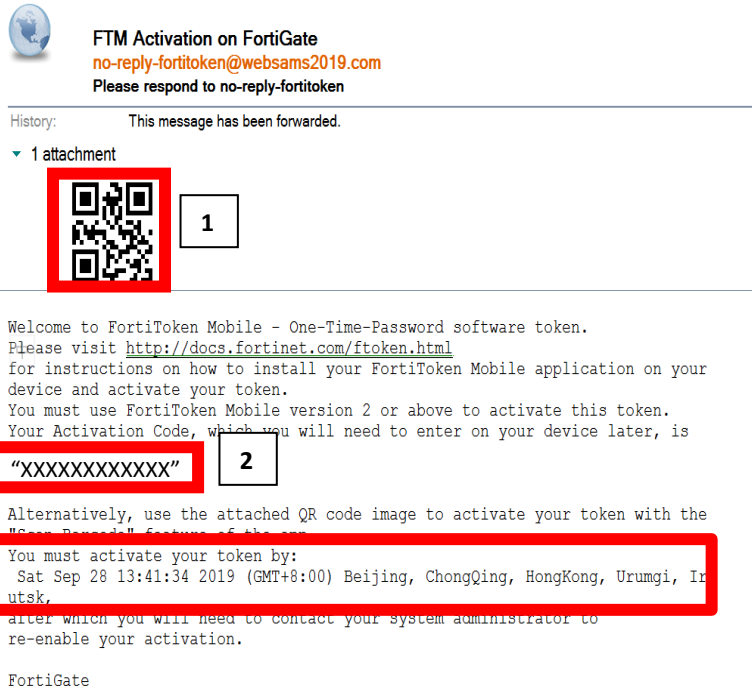 FTM Activation on FortiGate
no-reply-fortitoken@websams2019.com
Please respond to no-reply-fortitoken
History: This message has been forwarded.
1 attachment
1
Welcome to FortiToken Mobile - One-Time-Password software token.
Please visit http://docs.fortinet.com/ftoken.html
for instructions on how to install your FortiToken Mobile application on your
device and activate your token.
You must use FortiToken Mobile version 2 or above to activate this token.
Your Activation Code, which you will need to enter on your device later, is
“XXXXXXXXXXXX”
2
Alternatively, use the attached QR code image to activate your token with the
"Scan Barcode" feature of the app.
You must activate your token by:
Sat Sep 28 13:41:34 2019 (GMT+8:00) Beijing, ChongQing, HongKong, Urumgi, Ir
utsk,
after which you will need to contact your system administrator to
re-enable your activation.
FortiGate